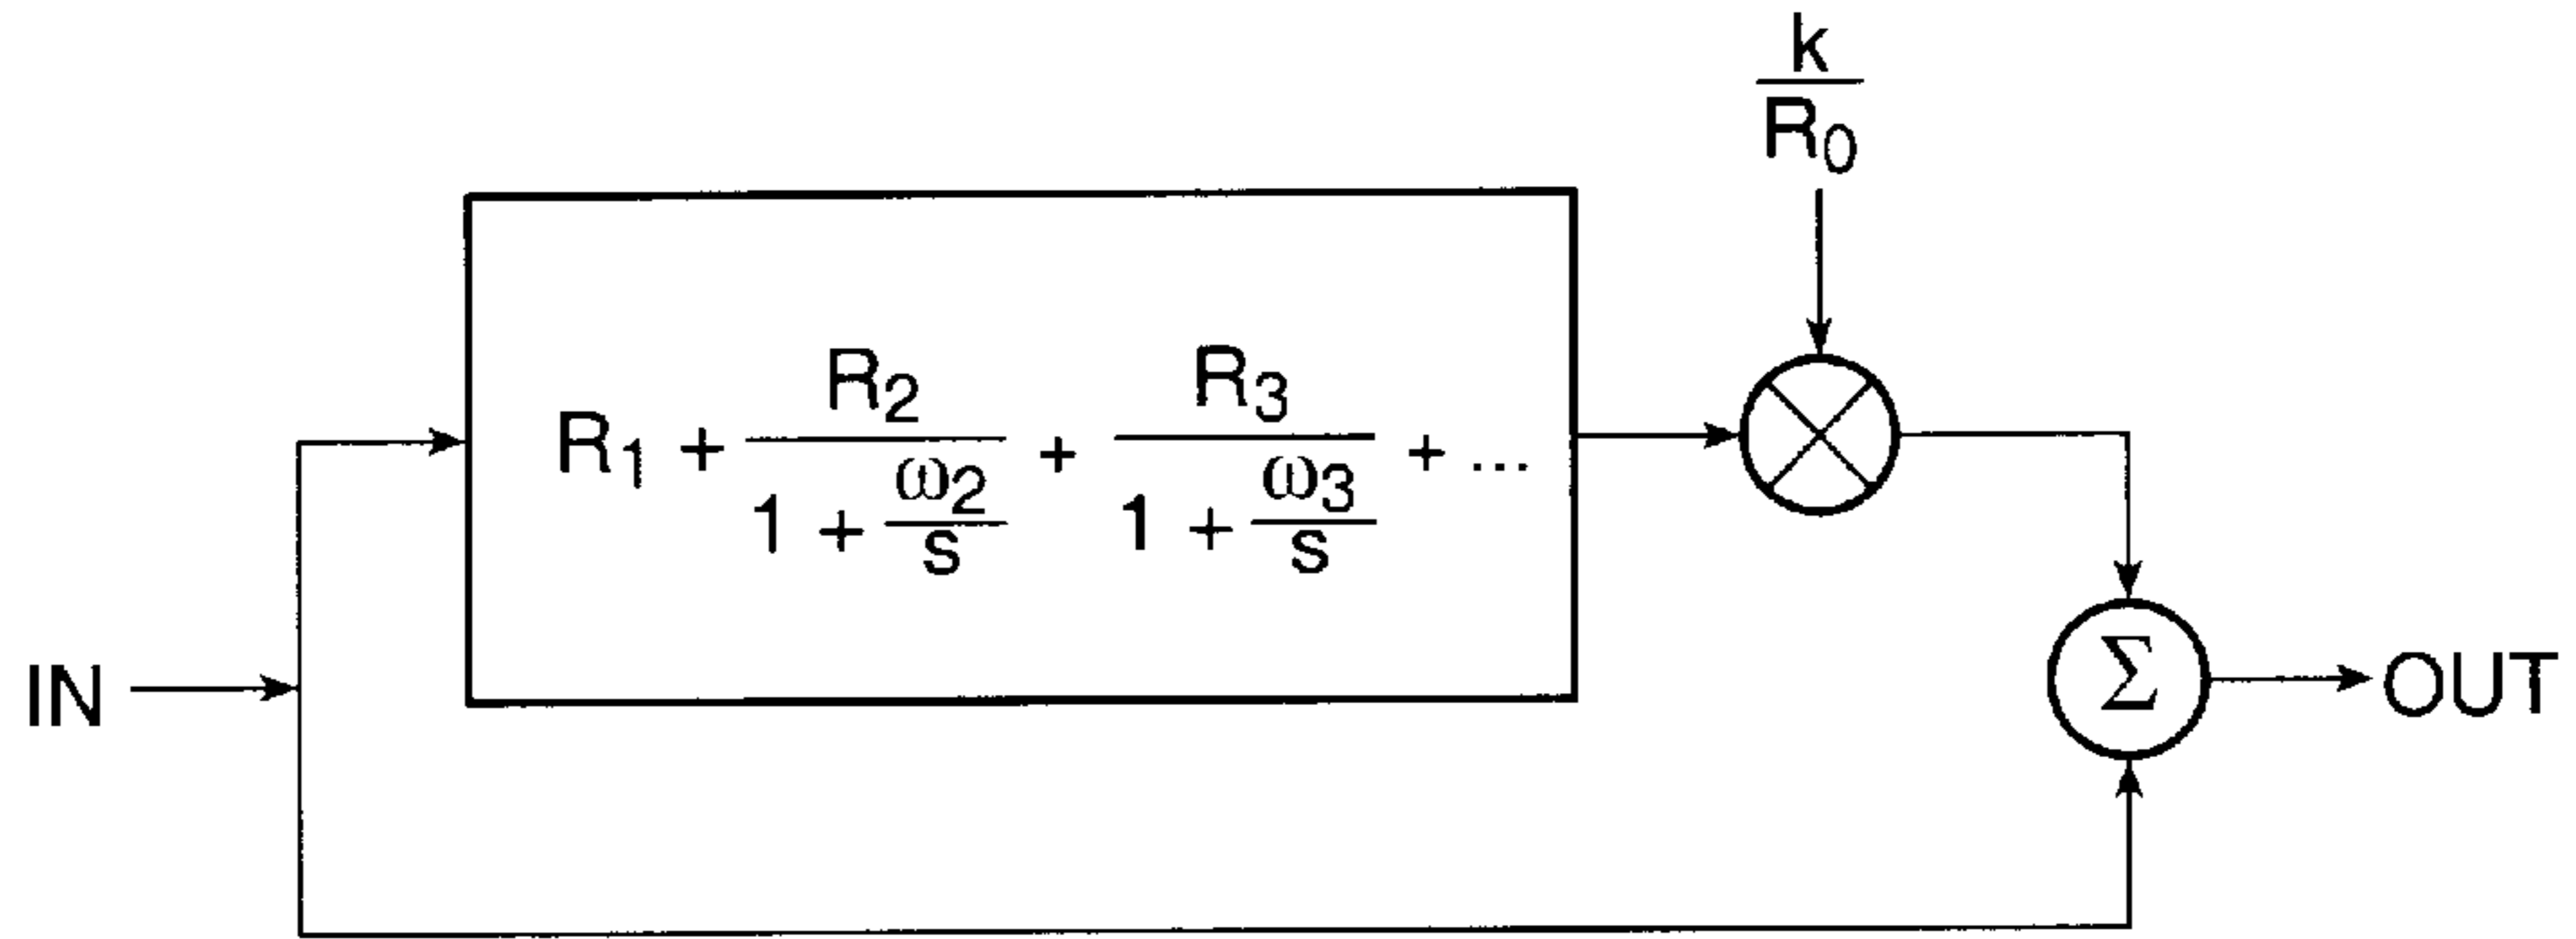 k
R₀
R₁ + R₂ / (1 + ω₂/s) + R₃ / (1 + ω₃/s) + ...
IN
Σ
OUT